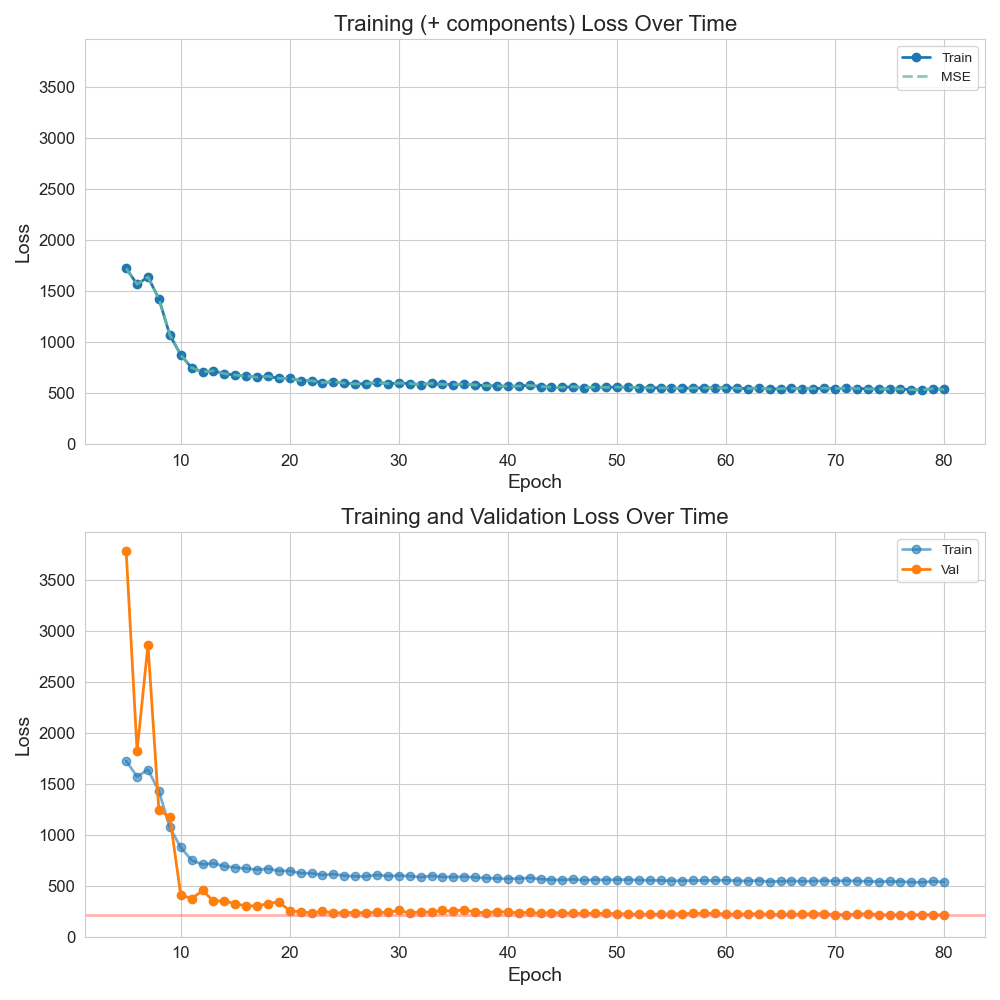 Training (+ components) Loss Over Time
Train
MSE
Loss
3500
3000
2500
2000
1500
1000
500
0
10 20 30 40 50 60 70 80
Epoch
Training and Validation Loss Over Time
Train
Val
Loss
3500
3000
2500
2000
1500
1000
500
0
10 20 30 40 50 60 70 80
Epoch